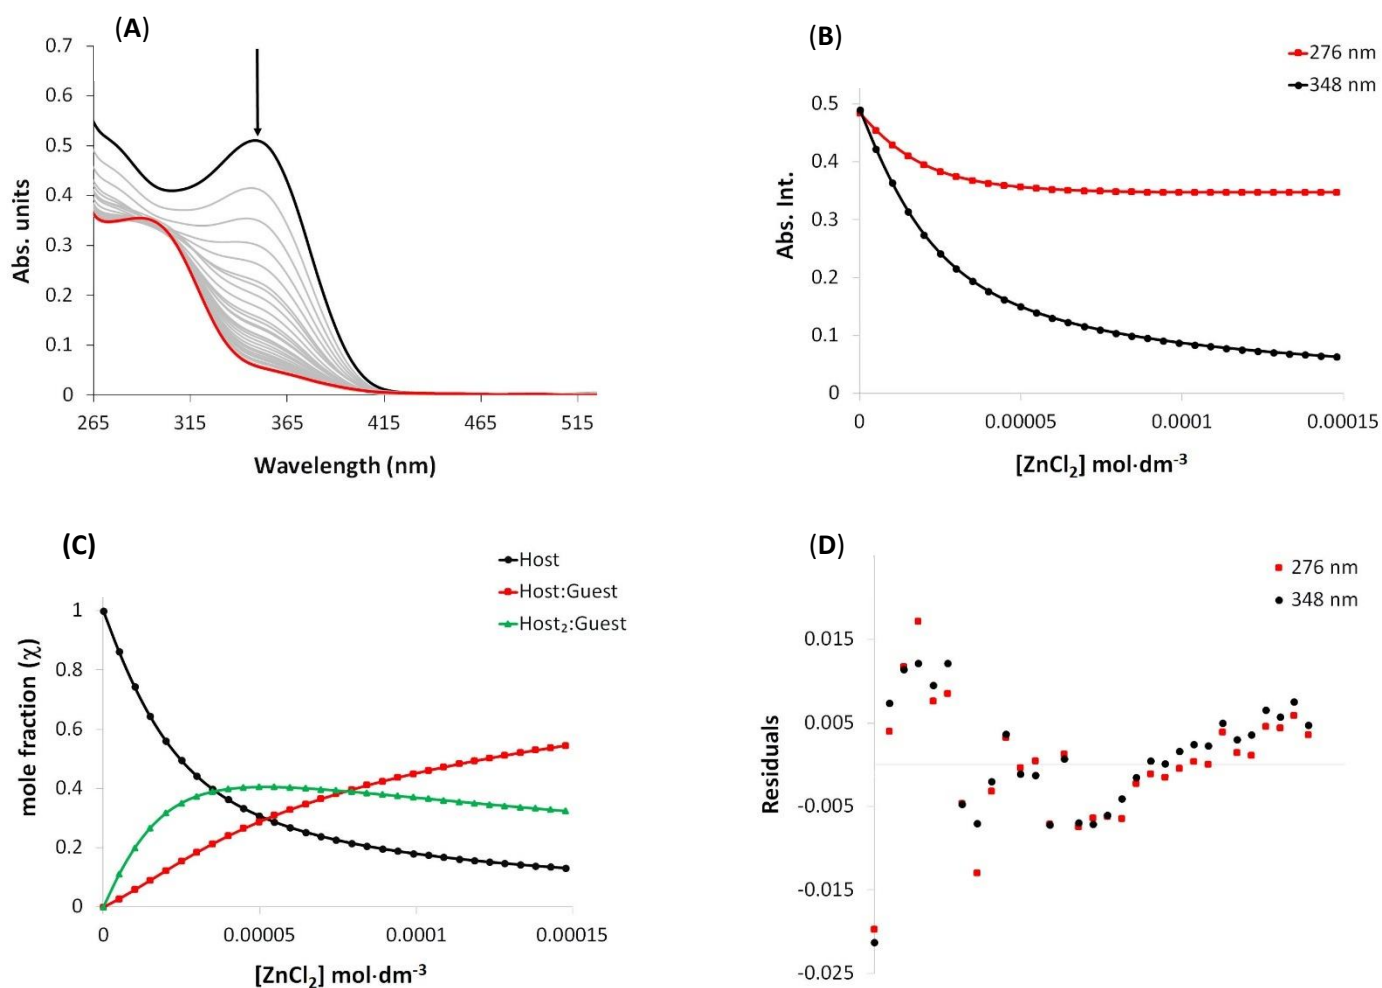 (A)
0.7
0.6
0.5
0.4
0.3
0.2
0.1
0
Abs. units
265 315 365 415 465 515
Wavelength (nm)
(B)
276 nm
348 nm
0.5
0.4
0.3
0.2
0.1
0
Abs. Int.
0 0.00005 0.0001 0.00015
[ZnCl₂] mol·dm⁻³
(C)
Host
Host:Guest
Host₂:Guest
1
0.8
0.6
0.4
0.2
0
mole fraction (χ)
0 0.00005 0.0001 0.00015
[ZnCl₂] mol·dm⁻³
(D)
276 nm
348 nm
0.015
0.005
-0.005
-0.015
-0.025
Residuals